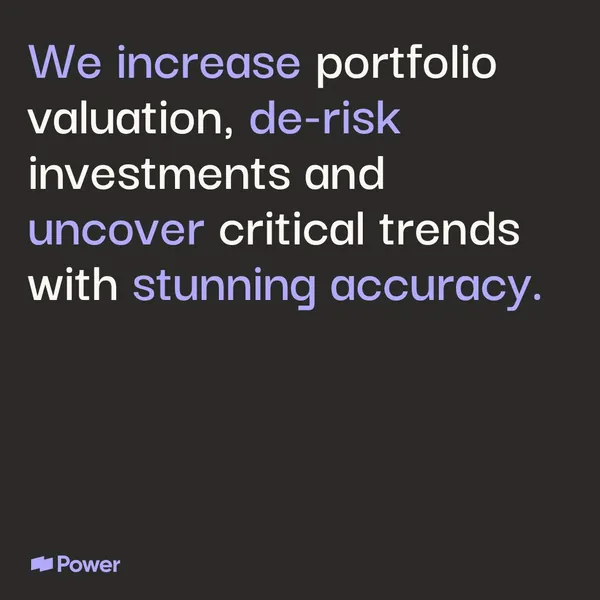 We increase portfolio
valuation, de-risk
investments and
uncover critical trends
with stunning accuracy.
Power